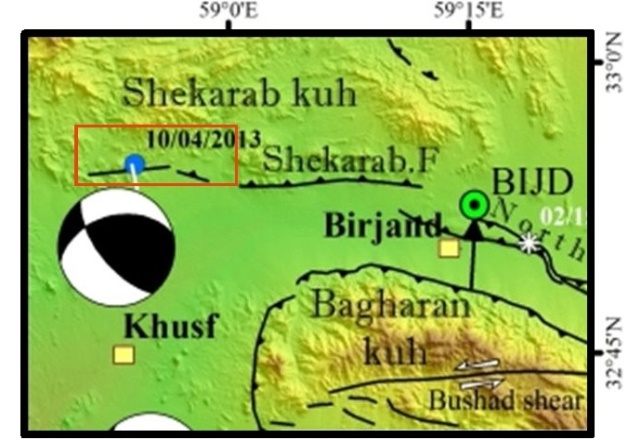 59°0'E
59°15'E
33°0'N
Shekarab kuh
10/04/2013
Shekarab.F
BIJD
North
02/1
Birjand
Bagharan
kuh
Khusf
32°45'N
Bushad shear